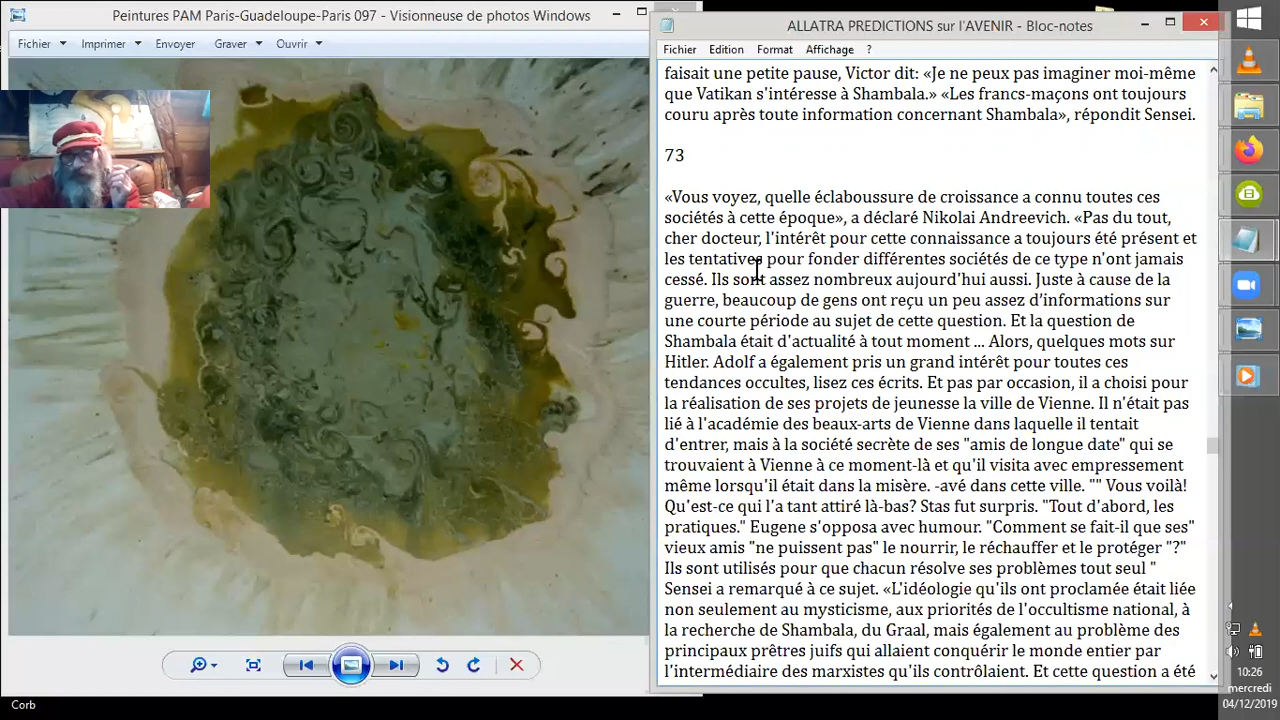 Peintures PAM Paris-Guadeloupe-Paris 097 - Visionneuse de photos Windows
Fichier Imprimer Envoyer Graver Ouvrir
ALLATRA PREDICTIONS sur l'AVENIR - Bloc-notes
Fichier Edition Format Affichage ?
faisait une petite pause, Victor dit: «Je ne peux pas imaginer moi-même
que Vatikan s'intéresse à Shambala.» «Les francs-maçons ont toujours
couru après toute information concernant Shambala», répondit Sensei.
73
«Vous voyez, quelle éclaboussure de croissance a connu toutes ces
sociétés à cette époque», a déclaré Nikolai Andreevich. «Pas du tout,
cher docteur, l'intérêt pour cette connaissance a toujours été présent et
les tentatives pour fonder différentes sociétés de ce type n'ont jamais
cessé. Ils sont assez nombreux aujourd'hui aussi. Juste à cause de la
guerre, beaucoup de gens ont reçu un peu assez d'informations sur
une courte période au sujet de cette question. Et la question de
Shambala était d'actualité à tout moment ... Alors, quelques mots sur
Hitler. Adolf a également pris un grand intérêt pour toutes ces
tendances occultes, lisez ces écrits. Et pas par occasion, il a choisi pour
la réalisation de ses projets de jeunesse la ville de Vienne. Il n'était pas
lié à l'académie des beaux-arts de Vienne dans laquelle il tentait
d'entrer, mais à la société secrète de ses "amis de longue date" qui se
trouvaient à Vienne à ce moment-là et qu'il visita avec empressement
même lorsqu'il était dans la misère. -avé dans cette ville. "" Vous voilà!
Qu'est-ce qui l'a tant attiré là-bas? Stas fut surpris. "Tout d'abord, les
pratiques." Eugene s'opposa avec humour. "Comment se fait-il que ses"
vieux amis "ne puissent pas" le nourrir, le réchauffer et le protéger "?"
Ils sont utilisés pour que chacun résolve ses problèmes tout seul "
Sensei a remarqué à ce sujet. «L'idéologie qu'ils ont proclamée était liée
non seulement au mysticisme, aux priorités de l'occultisme national, à
la recherche de Shambala, du Graal, mais également au problème des
principaux prêtres juifs qui allaient conquérir le monde entier par
l'intermédiaire des marxistes qu'ils contrôlaient. Et cette question a été
10:26
mercredi
04/12/2019
Corb